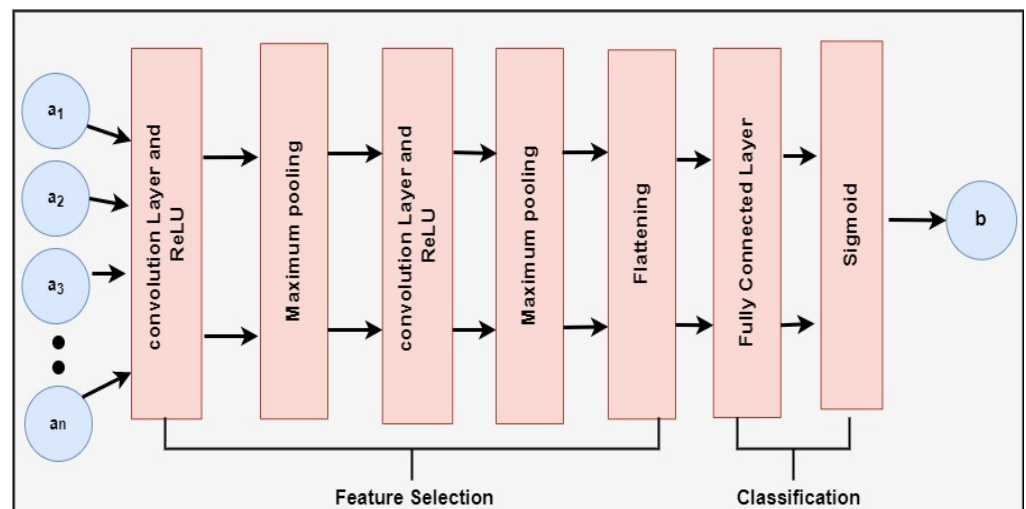 a1
a2
a3
an
convolution Layer and
ReLU
Maximum pooling
convolution Layer and
ReLU
Maximum pooling
Flattening
Fully Connected Layer
Sigmoid
b
Feature Selection
Classification